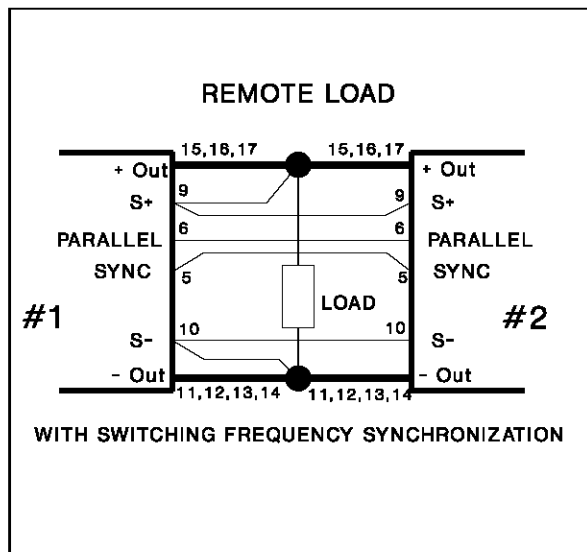 REMOTE LOAD
15,16,17 15,16,17
+ Out + Out
9 9
S+ S+
6 6
PARALLEL PARALLEL
SYNC SYNC
5 5
LOAD
#1 #2
10 10
S- S-
- Out - Out
11,12,13,14 11,12,13,14
WITH SWITCHING FREQUENCY SYNCHRONIZATION